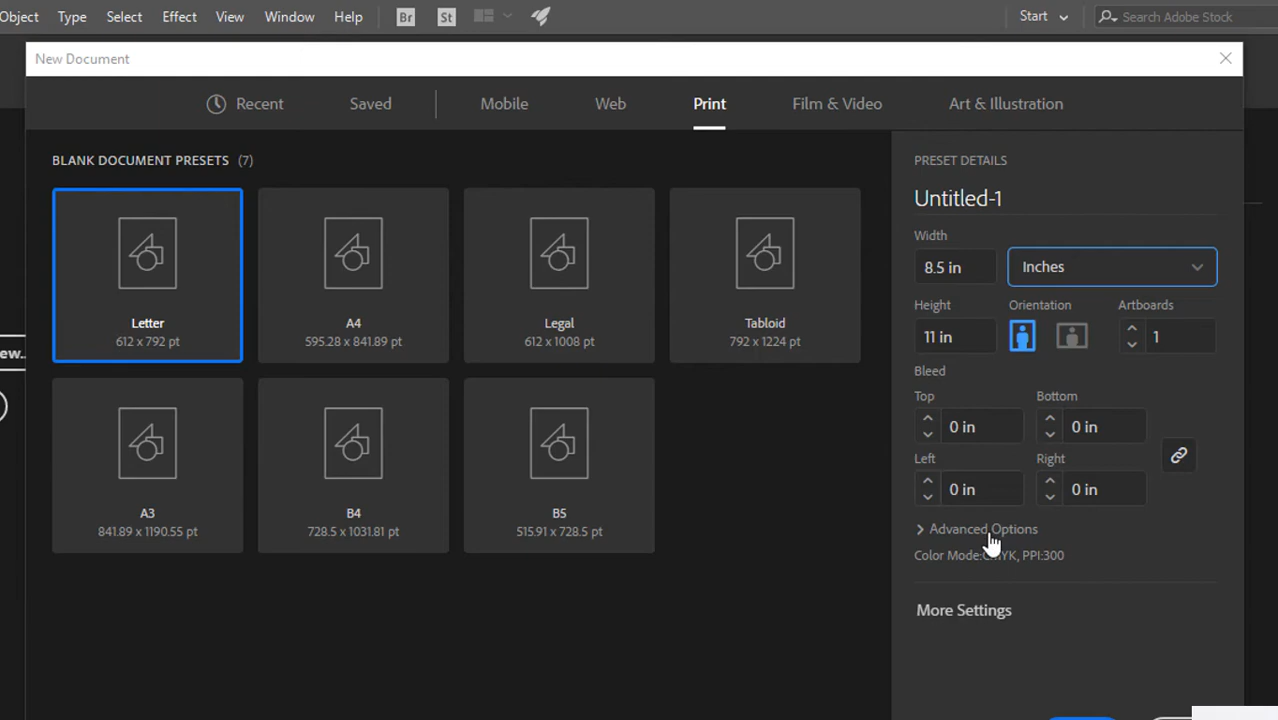 Object Type Select Effect View Window Help Br St Start Search Adobe Stock
New Document
Recent Saved Mobile Web Print Film & Video Art & Illustration
BLANK DOCUMENT PRESETS (7)
Letter
612 x 792 pt
A4
595.28 x 841.89 pt
Legal
612 x 1008 pt
Tabloid
792 x 1224 pt
A3
841.89 x 1190.55 pt
B4
728.5 x 1031.81 pt
B5
515.91 x 728.5 pt
PRESET DETAILS
Untitled-1
Width
8.5 in Inches
Height Orientation Artboards
11 in 1
Bleed
Top Bottom
0 in 0 in
Left Right
0 in 0 in
Advanced Options
Color Mode:CMYK, PPI:300
More Settings